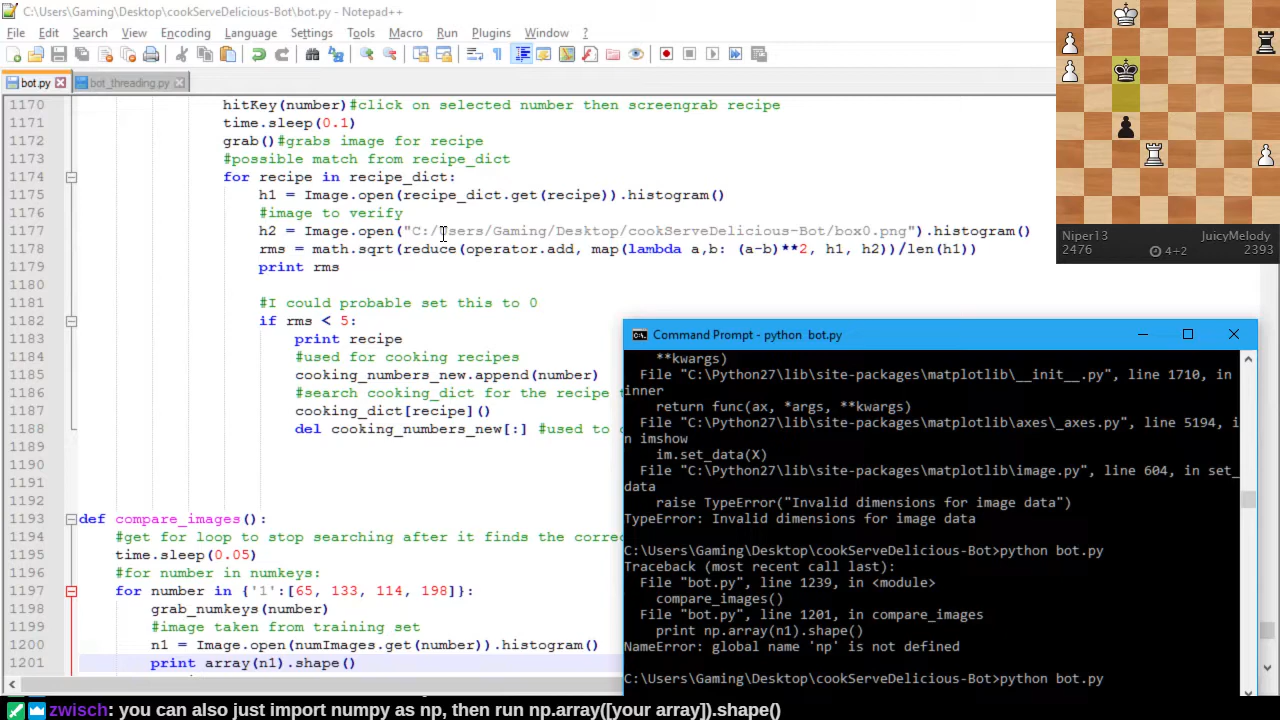 C:\Users\Gaming\Desktop\cookServeDelicious-Bot\bot.py - Notepad++
File Edit Search View Encoding Language Settings Tools Macro Run Plugins Window ?
bot.py bot_threading.py
1170 hitKey(number)#click on selected number then screengrab recipe
1171 time.sleep(0.1)
1172 grab()#grabs image for recipe
1173 #possible match from recipe_dict
1174 for recipe in recipe_dict:
1175 h1 = Image.open(recipe_dict.get(recipe)).histogram()
1176 #image to verify
1177 h2 = Image.open("C:/Users/Gaming/Desktop/cookServeDelicious-Bot/box0.png").histogram()
1178 rms = math.sqrt(reduce(operator.add, map(lambda a,b: (a-b)**2, h1, h2))/len(h1))
1179 print rms
1180
1181 #I could probable set this to 0
1182 if rms < 5:
1183 print recipe
1184 #used for cooking recipes
1185 cooking_numbers_new.append(number)
1186 #search cooking_dict for the recipe
1187 cooking_dict[recipe]()
1188 del cooking_numbers_new[:] #used to
1189
1190
1191
1192
1193 def compare_images():
1194 #get for loop to stop searching after it finds the
1195 time.sleep(0.05)
1196 #for number in numkeys:
1197 for number in {'1':[65, 133, 114, 198]}:
1198 grab_numkeys(number)
1199 #image taken from training set
1200 n1 = Image.open(numImages.get(number)).histogram()
1201 print array(n1).shape()
Niper13 JuicyMelody
2476 4+2 2393
Command Prompt - python bot.py
**kwargs)
File "C:\Python27\lib\site-packages\matplotlib\__init__.py", line 1710, in
inner
return func(ax, *args, **kwargs)
File "C:\Python27\lib\site-packages\matplotlib\axes\_axes.py", line 5194, i
n imshow
im.set_data(X)
File "C:\Python27\lib\site-packages\matplotlib\image.py", line 604, in set_
data
raise TypeError("Invalid dimensions for image data")
TypeError: Invalid dimensions for image data
C:\Users\Gaming\Desktop\cookServeDelicious-Bot>python bot.py
Traceback (most recent call last):
File "bot.py", line 1239, in <module>
compare_images()
File "bot.py", line 1201, in compare_images
print np.array(n1).shape()
NameError: global name 'np' is not defined
C:\Users\Gaming\Desktop\cookServeDelicious-Bot>python bot.py
zwisch: you can also just import numpy as np, then run np.array([your array]).shape()